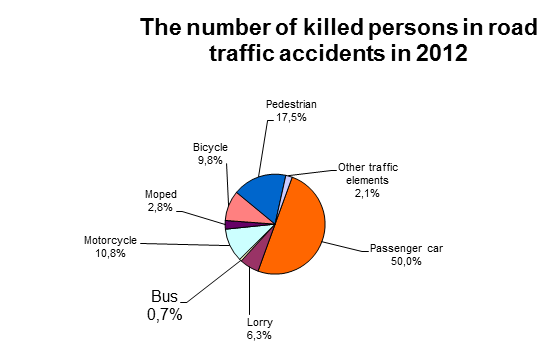 The number of killed persons in road
traffic accidents in 2012
Pedestrian
17,5%
Bicycle
9,8%
Other traffic
elements
2,1%
Moped
2,8%
Motorcycle
10,8%
Passenger car
50,0%
Bus
0,7%
Lorry
6,3%